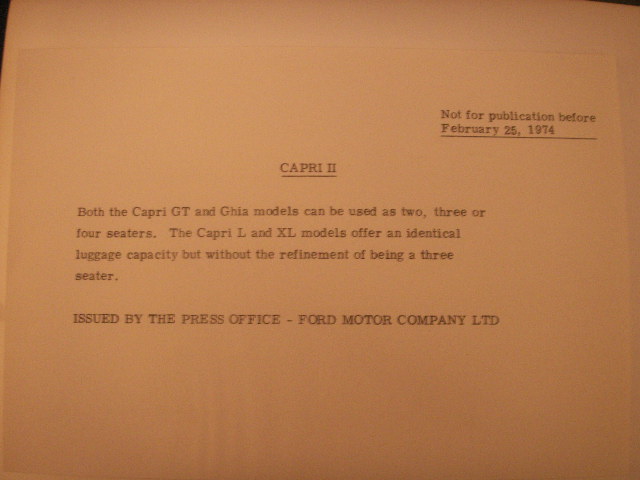 Not for publication before
February 25, 1974
CAPRI II
Both the Capri GT and Ghia models can be used as two, three or
four seaters. The Capri L and XL models offer an identical
luggage capacity but without the refinement of being a three
seater.
ISSUED BY THE PRESS OFFICE - FORD MOTOR COMPANY LTD